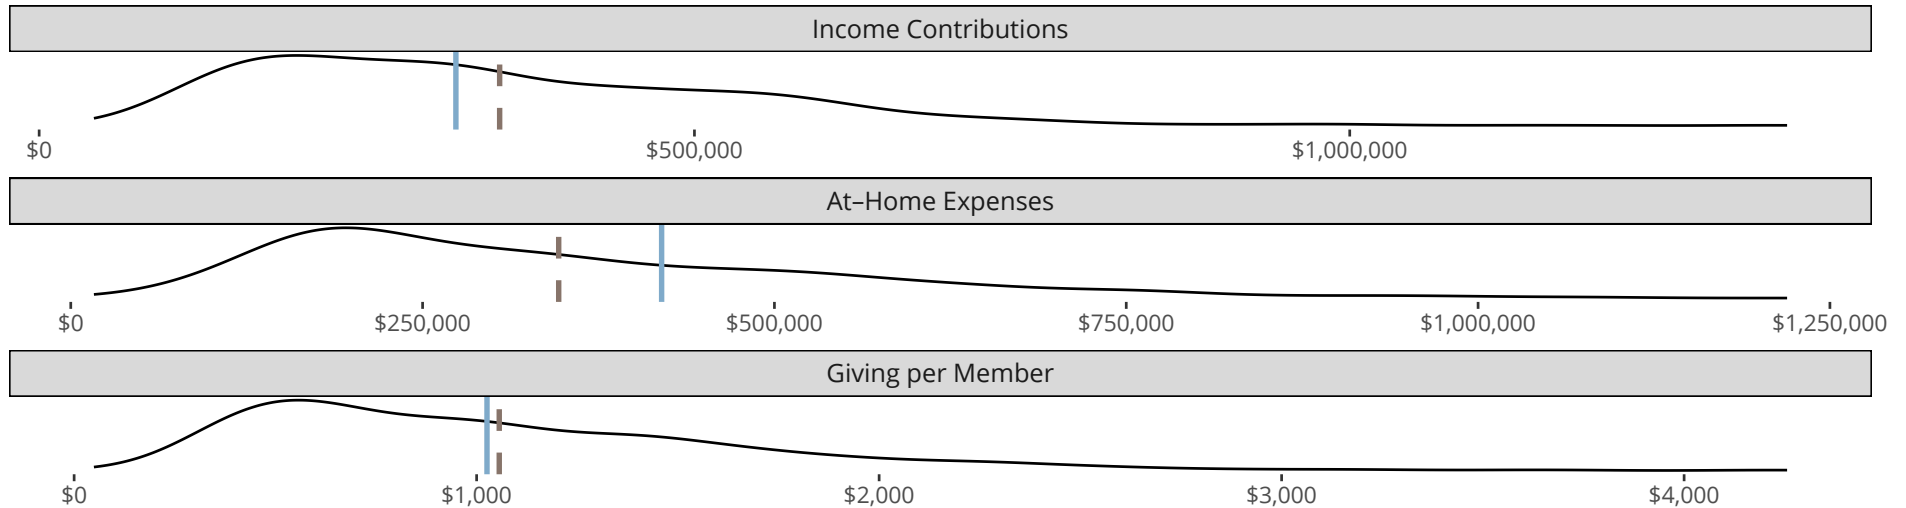 Income Contributions
$0 $500,000 $1,000,000
At–Home Expenses
$0 $250,000 $500,000 $750,000 $1,000,000 $1,250,000
Giving per Member
$0 $1,000 $2,000 $3,000 $4,000